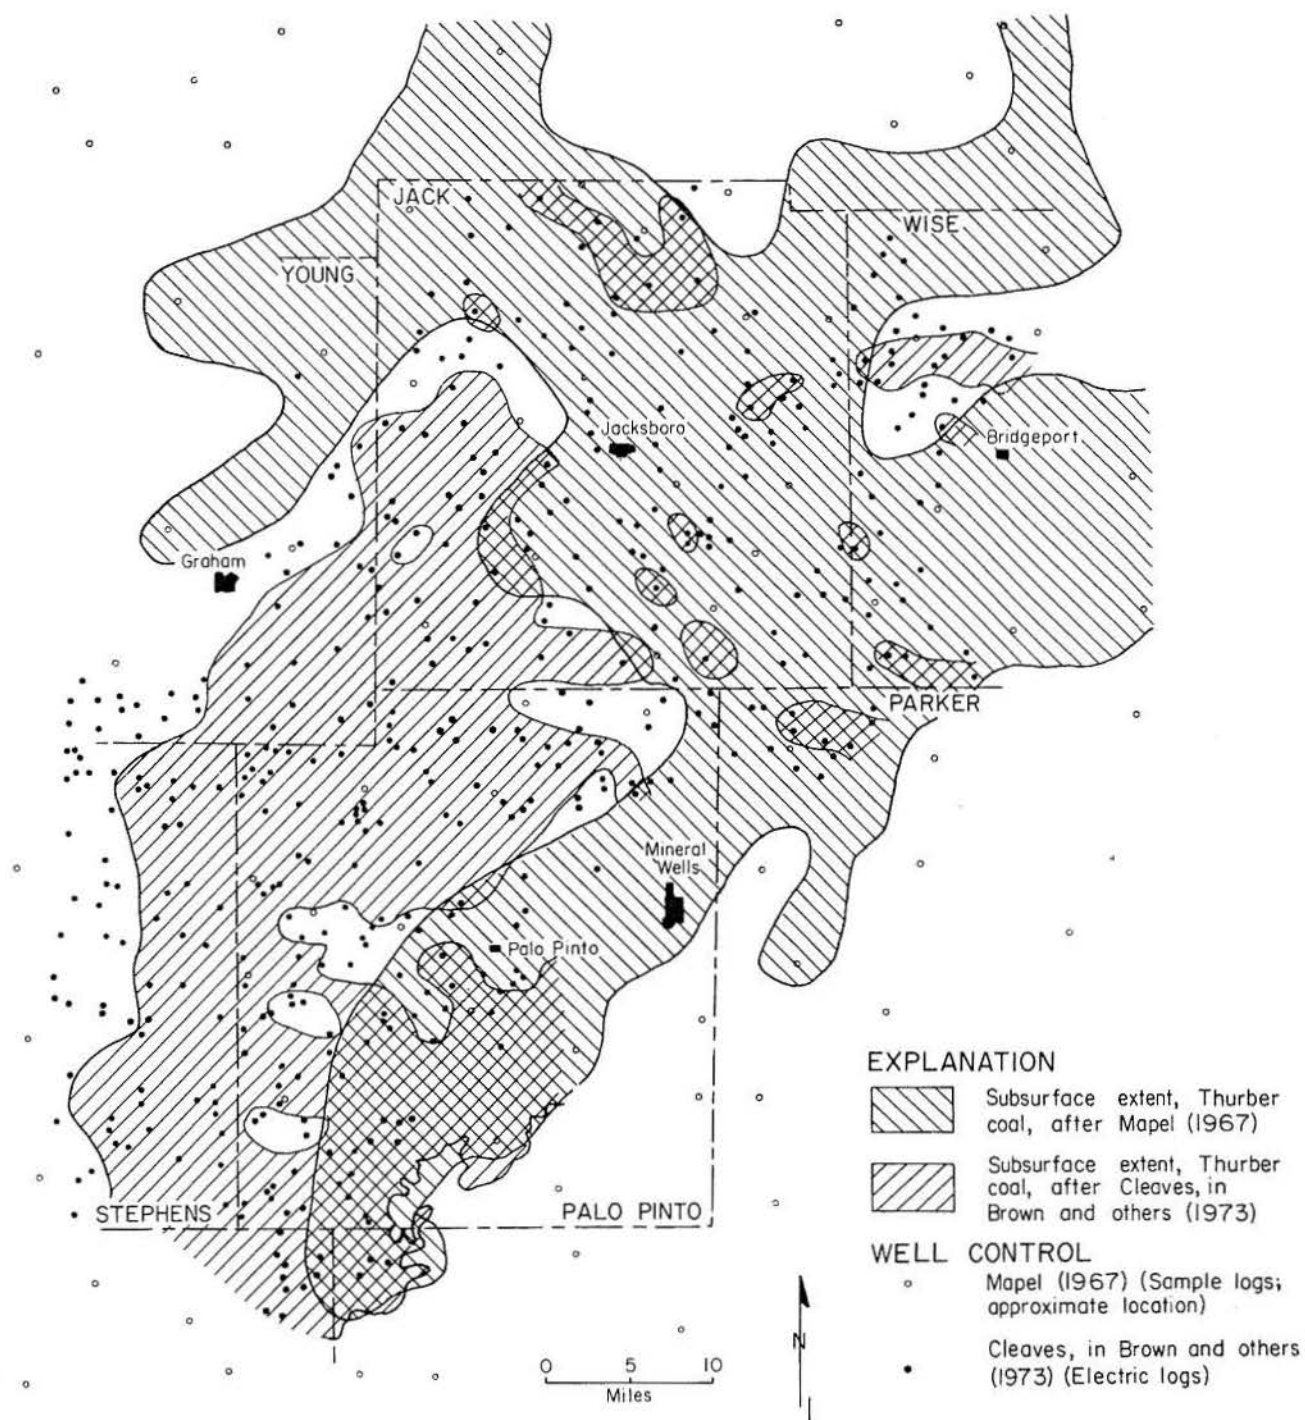 JACK
WISE
YOUNG
Jacksboro
Bridgeport
Graham
PARKER
Mineral
Wells
Palo Pinto
EXPLANATION
Subsurface extent, Thurber
coal, after Mapel (1967)
Subsurface extent, Thurber
coal, after Cleaves, in
Brown and others (1973)
STEPHENS
PALO PINTO
WELL CONTROL
Mapel (1967) (Sample logs;
approximate location)
N
Cleaves, in Brown and others
(1973) (Electric logs)
0 5 10
Miles